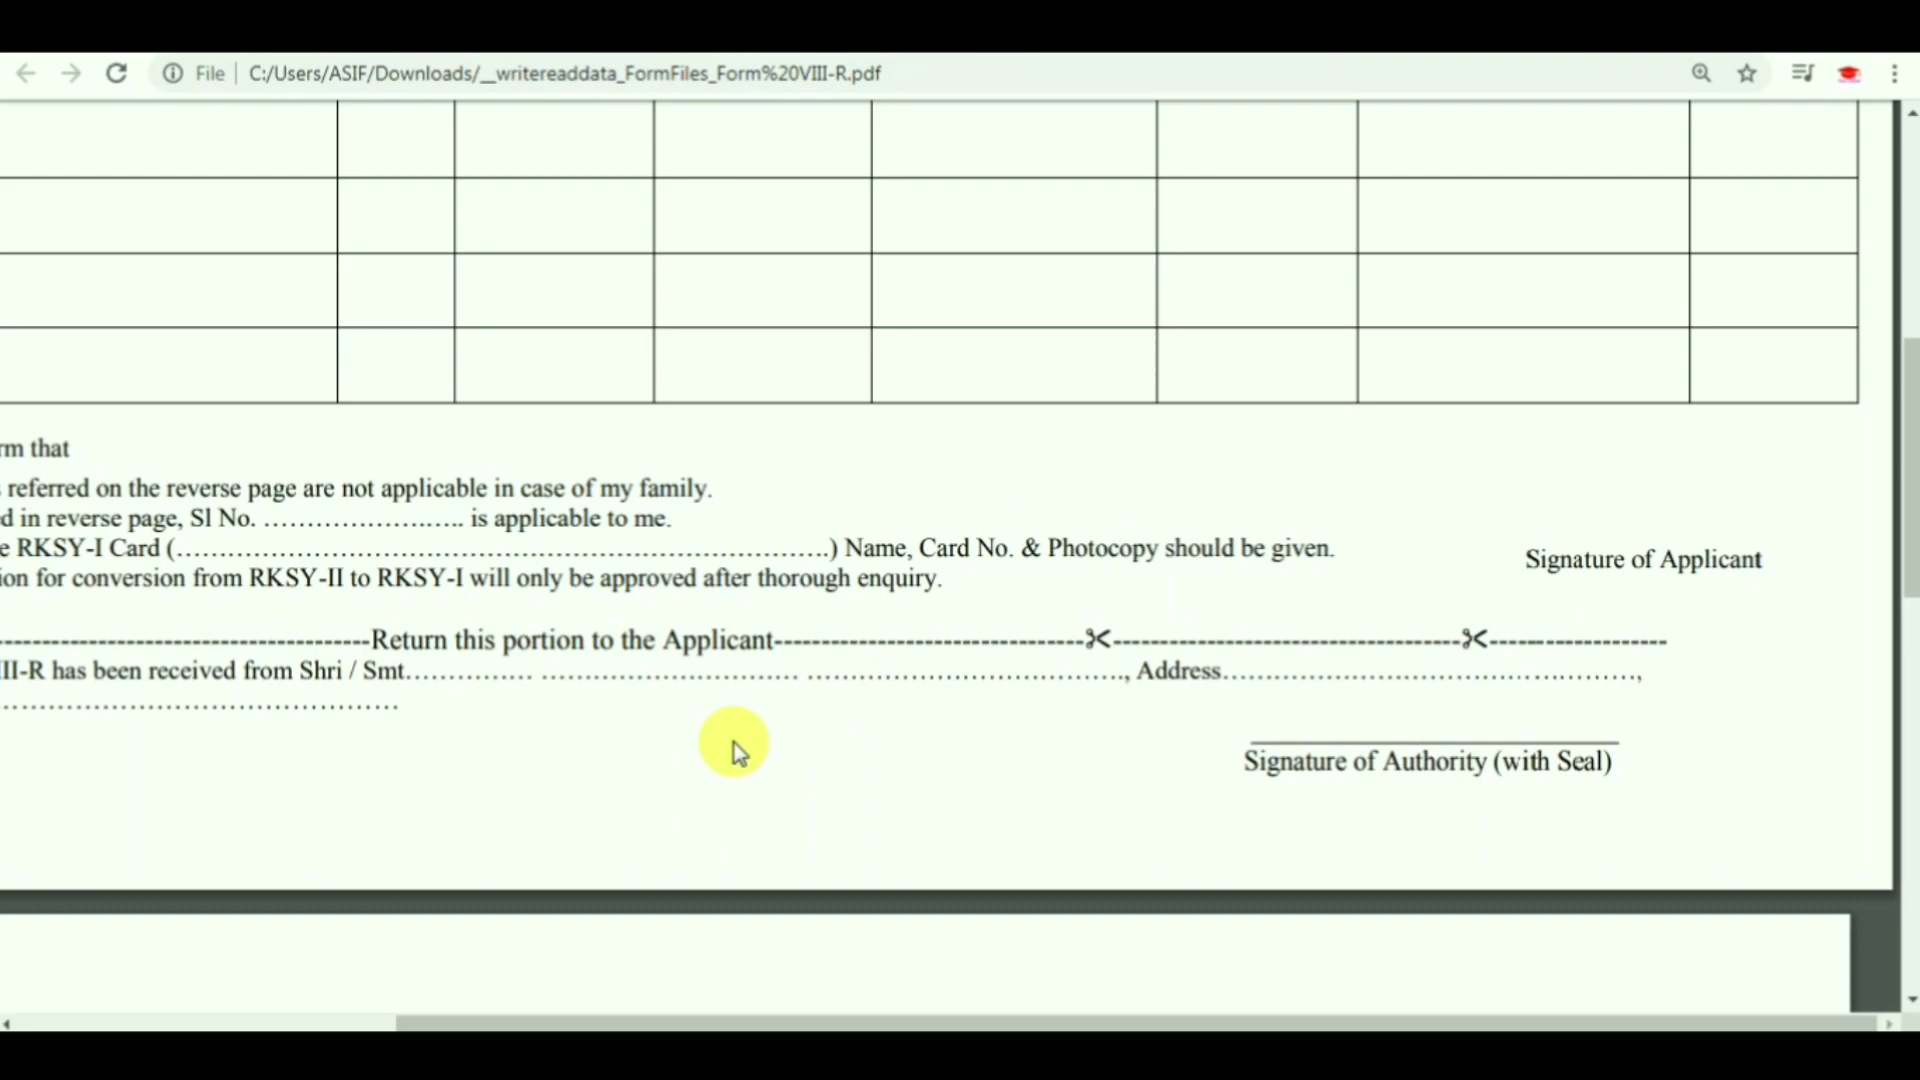 File | C:/Users/ASIF/Downloads/__writereaddata_FormFiles_Form%20VIII-R.pdf
rm that
referred on the reverse page are not applicable in case of my family.
d in reverse page, Sl No. ........................ is applicable to me.
e RKSY-I Card (..............................................................................) Name, Card No. & Photocopy should be given.
Signature of Applicant
ion for conversion from RKSY-II to RKSY-I will only be approved after thorough enquiry.
--------------------------------------Return this portion to the Applicant--------------------------------✂------------------------------------✂-------------------
II-R has been received from Shri / Smt............... .............................. ......................................, Address.................................................,
...............................................
Signature of Authority (with Seal)